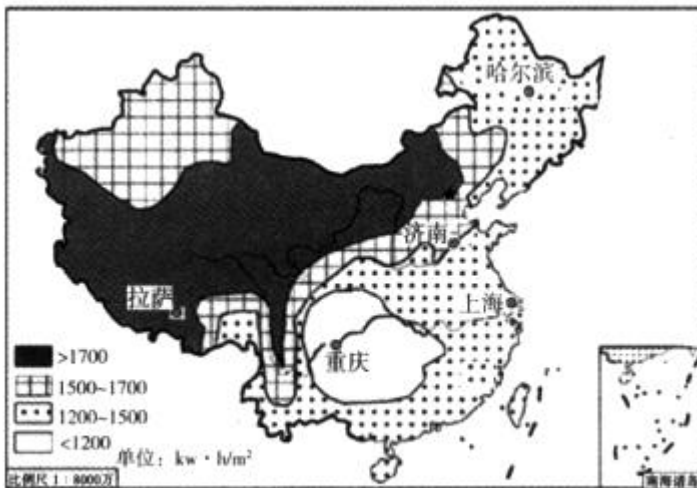 哈尔滨
济南
拉萨
上海
重庆
>1700
1500~1700
1200~1500
<1200
单位：kw·h/m²
比例尺 1：8000万
南海诸岛